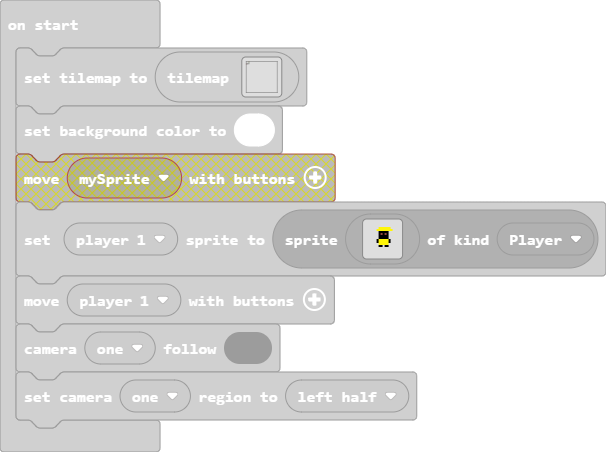 on start
set tilemap to tilemap
set background color to
move mySprite with buttons
set player 1 sprite to sprite of kind Player
move player 1 with buttons
camera one follow
set camera one region to left half